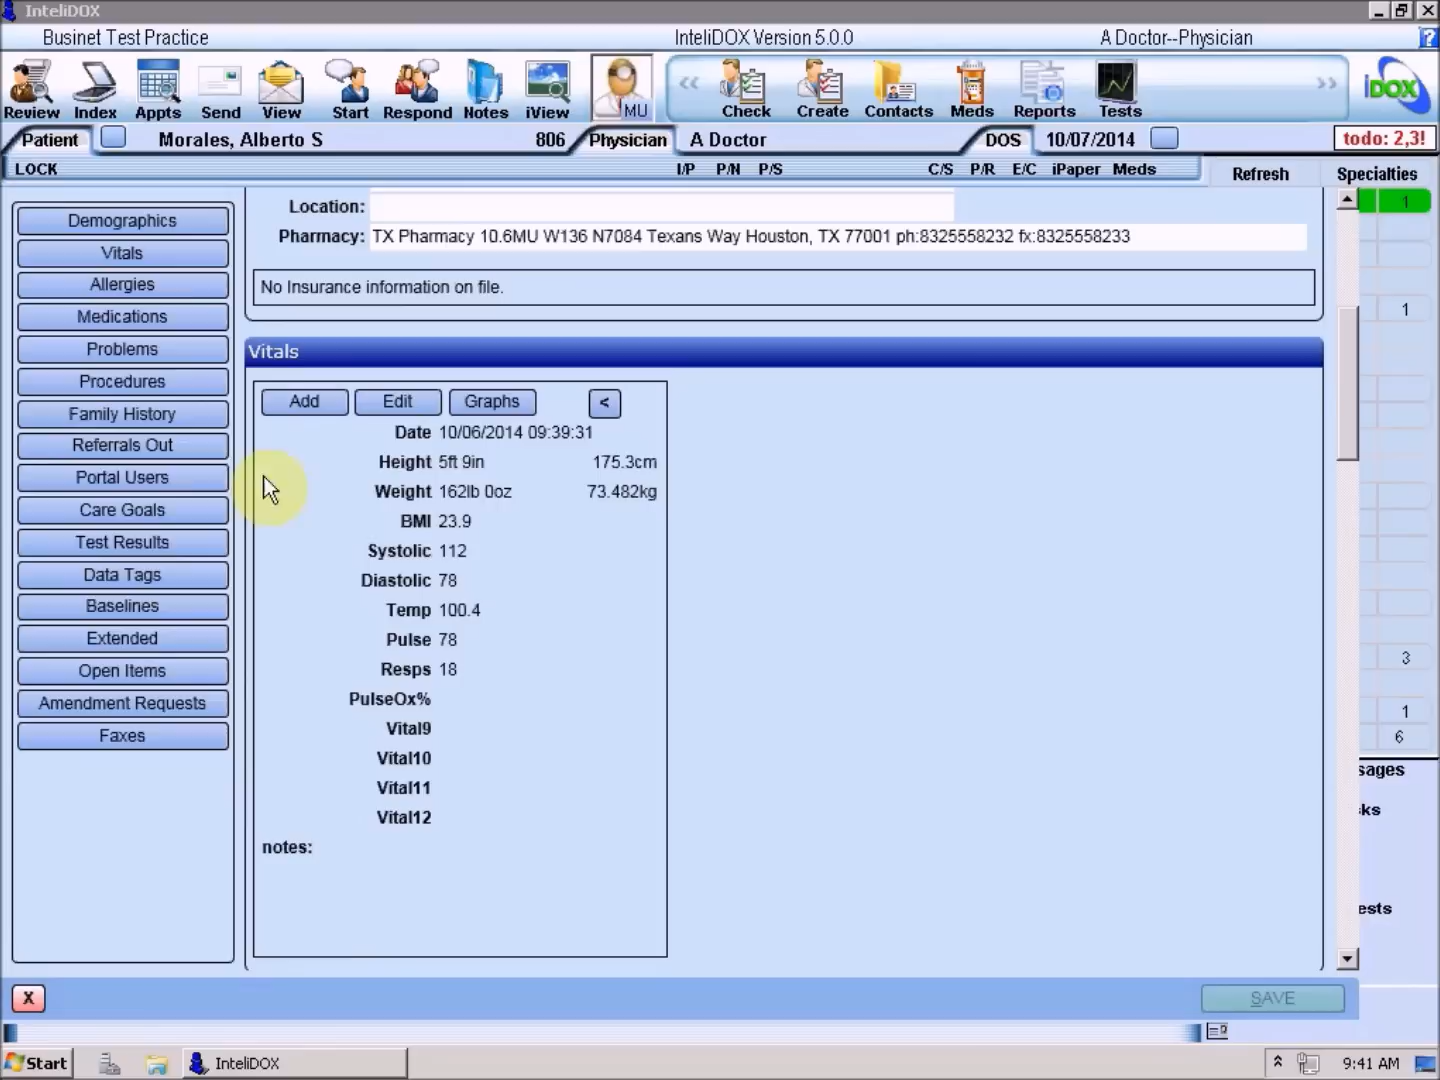 InteliDOX
Businet Test Practice InteliDOX Version 5.0.0 A Doctor--Physician ?
Review Index Appts Send View Start Respond Notes iView MU Check Create Contacts Meds Reports Tests iDOX
Patient Morales, Alberto S 806 Physician A Doctor DOS 10/07/2014 todo: 2,3!
LOCK I/P P/N P/S C/S P/R E/C iPaper Meds Refresh Specialties
Demographics
Vitals
Allergies
Medications
Problems
Procedures
Family History
Referrals Out
Portal Users
Care Goals
Test Results
Data Tags
Baselines
Extended
Open Items
Amendment Requests
Faxes
Location:
Pharmacy: TX Pharmacy 10.6MU W136 N7084 Texans Way Houston, TX 77001 ph:8325558232 fx:8325558233
No Insurance information on file.
Vitals
Add Edit Graphs <
Date 10/06/2014 09:39:31
Height 5ft 9in 175.3cm
Weight 162lb 0oz 73.482kg
BMI 23.9
Systolic 112
Diastolic 78
Temp 100.4
Pulse 78
Resps 18
PulseOx%
Vital9
Vital10
Vital11
Vital12
notes:
1
1
3
1
6
sages
ks
ests
X SAVE
Start InteliDOX 9:41 AM